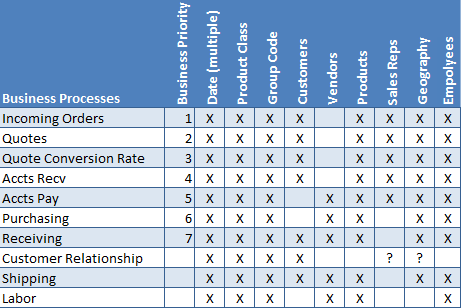 Business Processes Business Priority Date (multiple) Product Class Group Code Customers Vendors Products Sales Reps Geography Empolyees
Incoming Orders 1 X X X X X X X X
Quotes 2 X X X X X X X X
Quote Conversion Rate 3 X X X X X X X X
Accts Recv 4 X X X X X X X X
Accts Pay 5 X X X X X X X X
Purchasing 6 X X X X X X X
Receiving 7 X X X X X X X X
Customer Relationship X X X X ? ?
Shipping X X X X X X X X
Labor X X X X X X